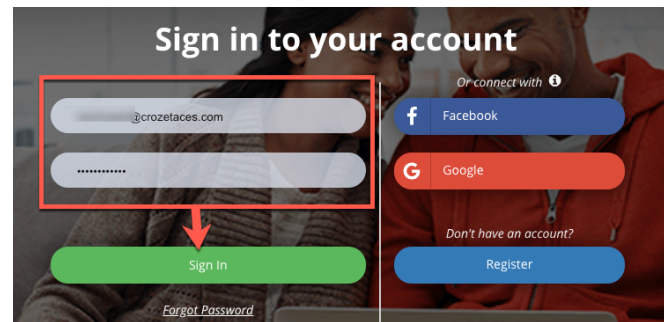 Sign in to your account
@crozetaces.com
••••••••••••
Sign In
Forgot Password
Or connect with
Facebook
Google
Don't have an account?
Register